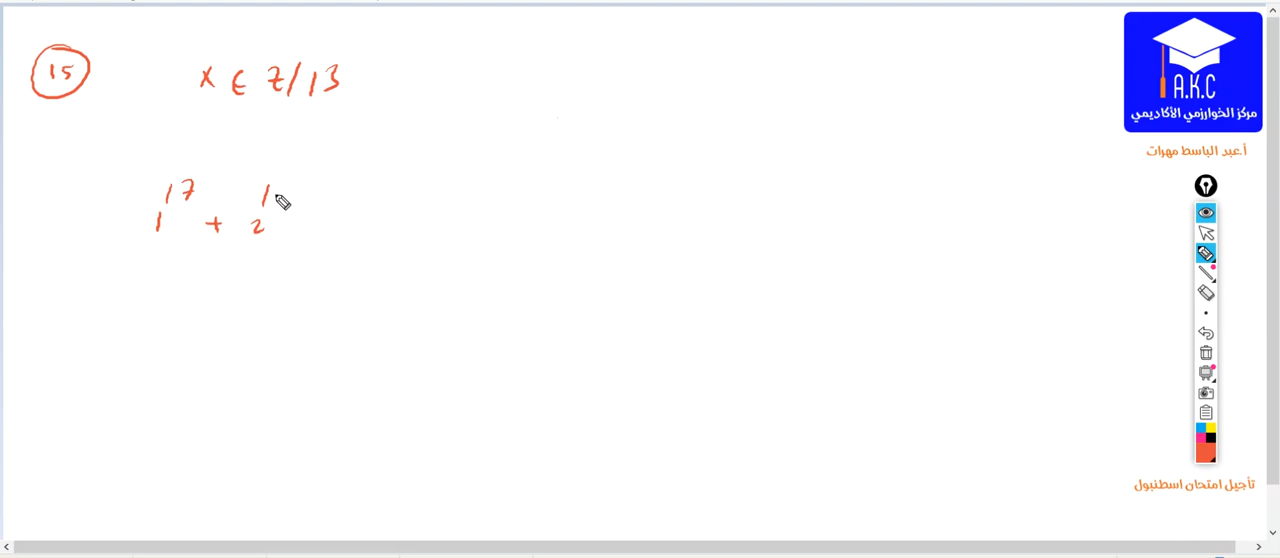 15
x ∈ Z/13
1^17 + 2^1
A.K.C
مركز الخوارزمي الأكاديمي
أ.عبد الباسط مهرات
تأجيل امتحان اسطنبول